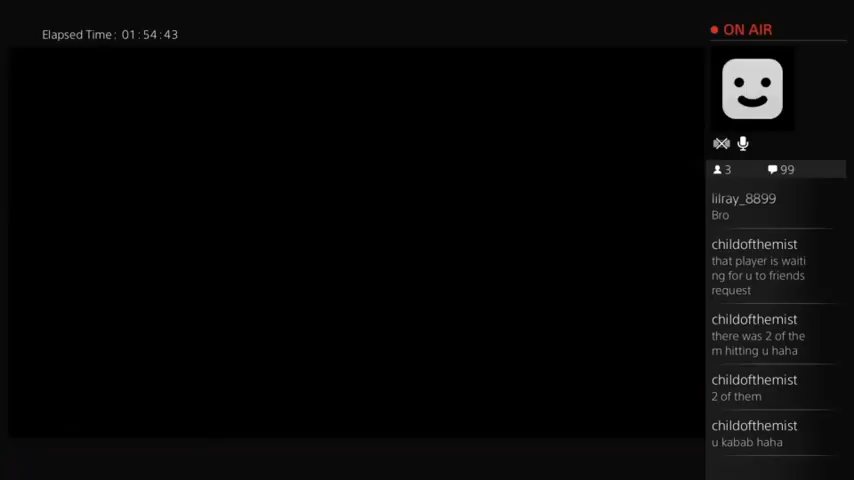 Elapsed Time: 01:54:43
ON AIR
3 99
lilray_8899
Bro
childofthemist
that player is waiti
ng for u to friends
request
childofthemist
there was 2 of the
m hitting u haha
childofthemist
2 of them
childofthemist
u kabab haha